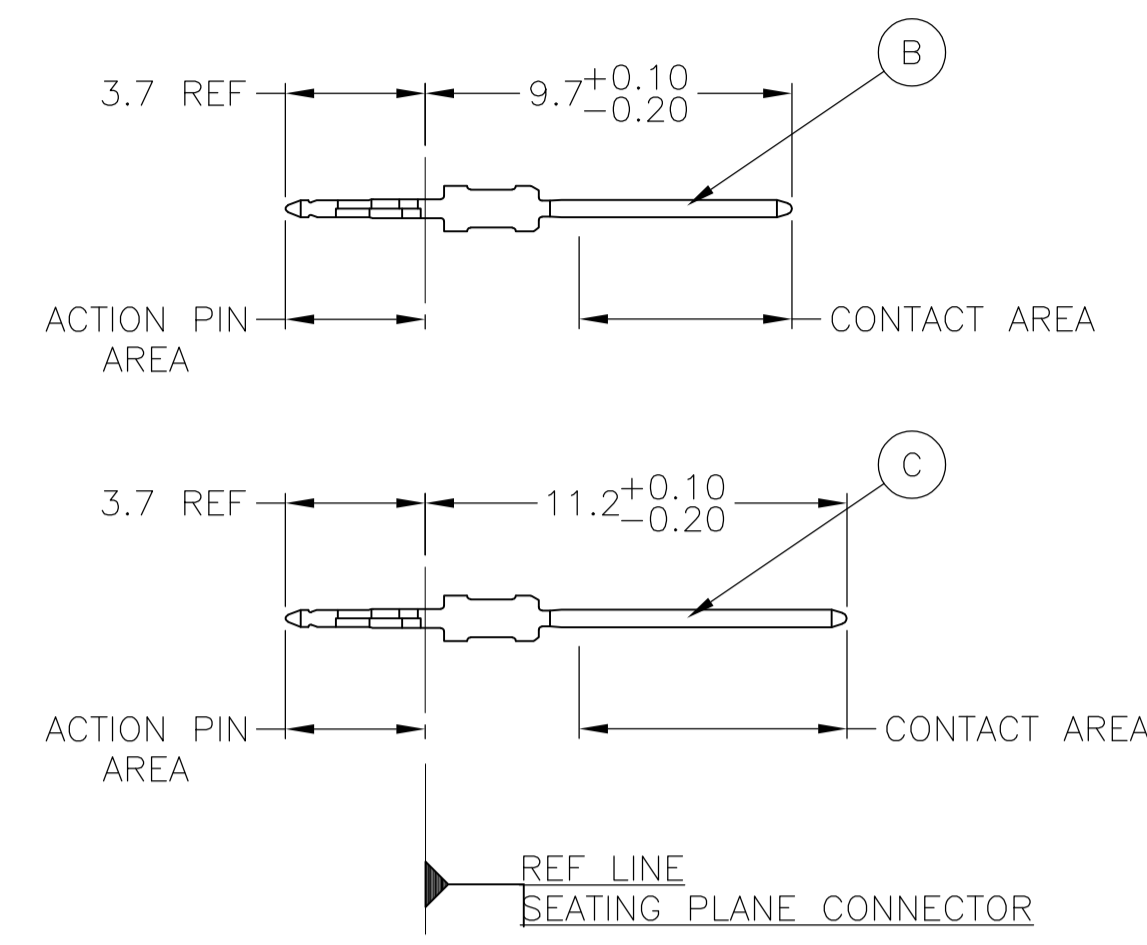 B
3.7 REF
9.7 +0.10
−0.20
ACTION PIN
AREA
CONTACT AREA
C
3.7 REF
11.2 +0.10
−0.20
ACTION PIN
AREA
CONTACT AREA
REF LINE
SEATING PLANE CONNECTOR